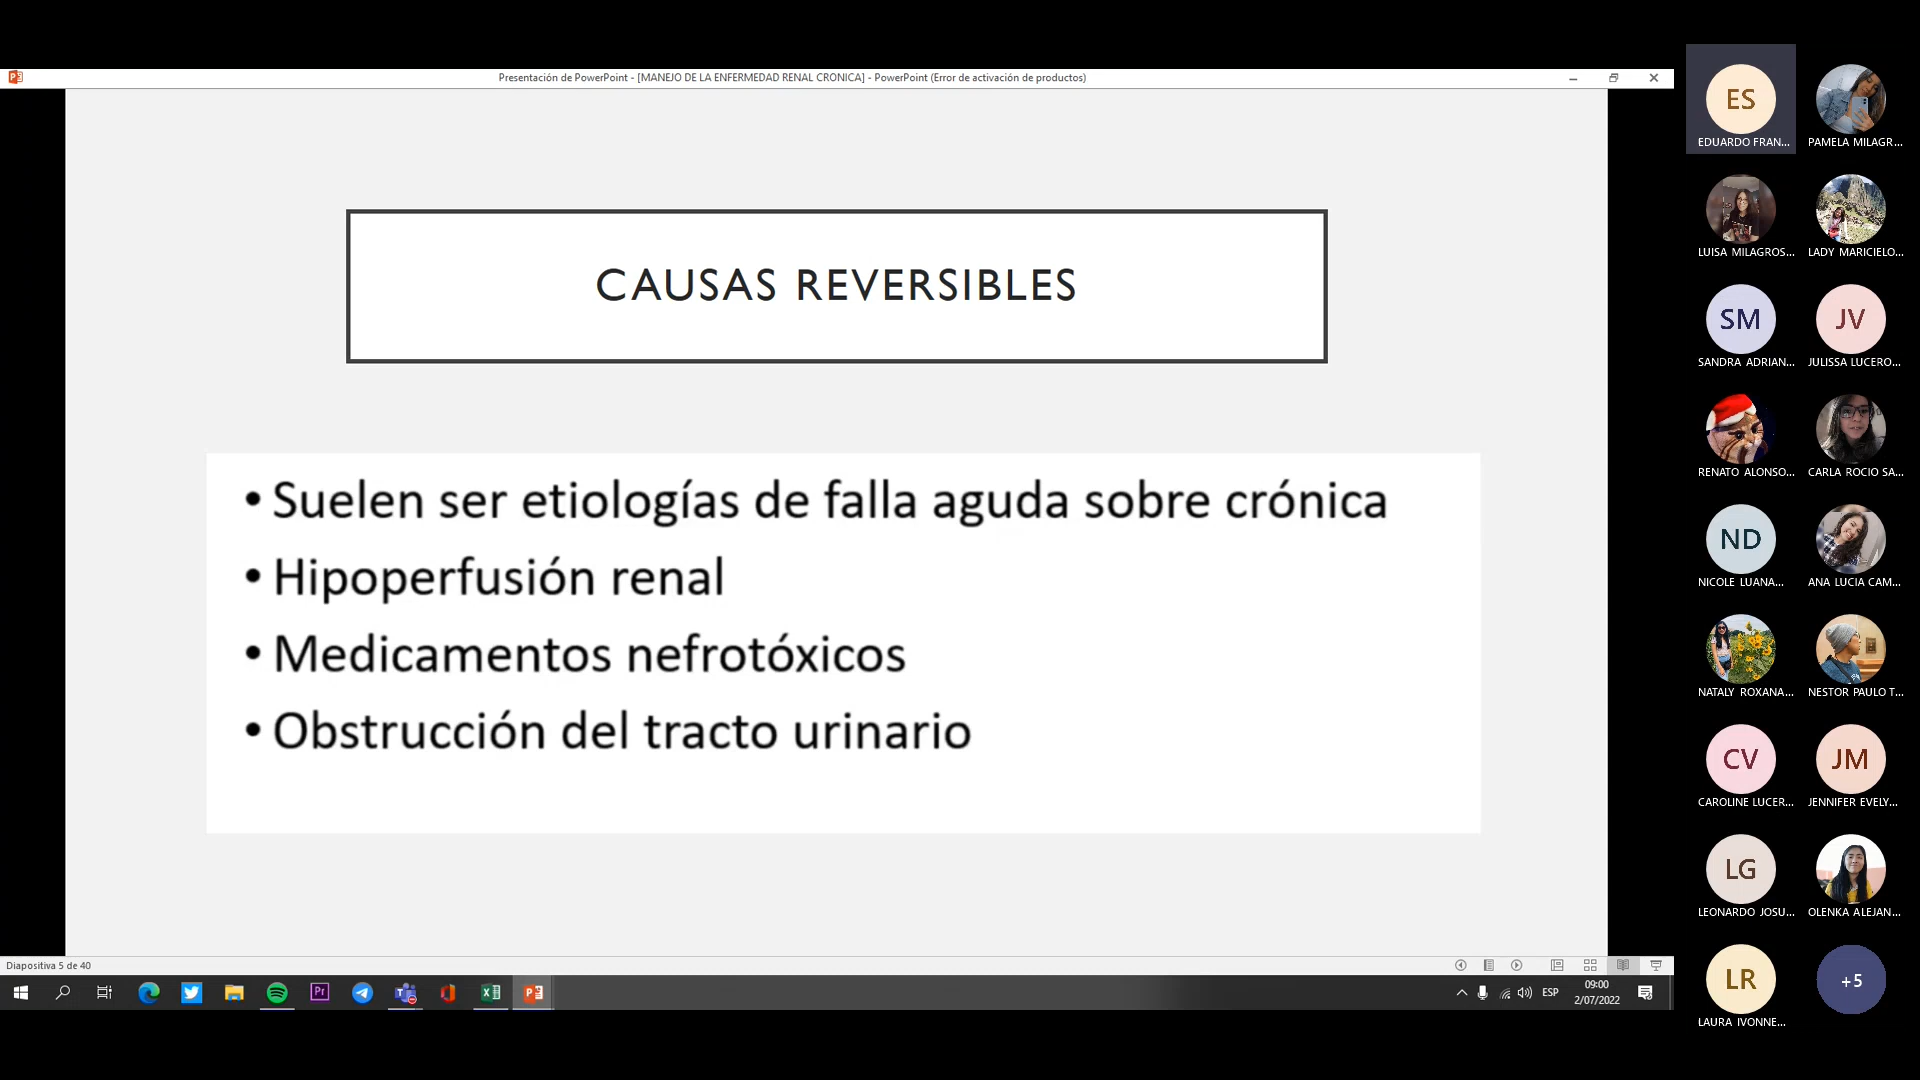 Presentación de PowerPoint - [MANEJO DE LA ENFERMEDAD RENAL CRONICA] - PowerPoint (Error de activación de productos)
CAUSAS REVERSIBLES
• Suelen ser etiologías de falla aguda sobre crónica
• Hipoperfusión renal
• Medicamentos nefrotóxicos
• Obstrucción del tracto urinario
Diapositiva 5 de 40
Pr
ESP
09:00
2/07/2022
ES
EDUARDO FRAN...
PAMELA MILAGR...
LUISA MILAGROS...
LADY MARICIELO...
SM
JV
SANDRA ADRIAN...
JULISSA LUCERO...
RENATO ALONSO...
CARLA ROCIO SA...
ND
NICOLE LUANA...
ANA LUCIA CAM...
NATALY ROXANA...
NESTOR PAULO T...
CV
JM
CAROLINE LUCER...
JENNIFER EVELY...
LG
LEONARDO JOSU...
OLENKA ALEJAN...
LR
+5
LAURA IVONNE...